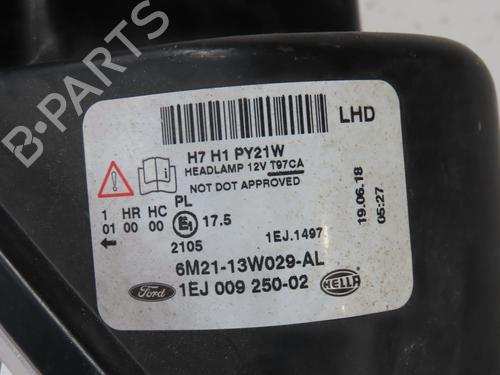 B-PARTS
LHD
H7 H1 PY21W
HEADLAMP 12V T97CA
NOT DOT APPROVED
PL
1 HR HC
01 00 00
E1 17.5
2105
1EJ.1497
19.06.18
05:27
6M21-13W029-AL
Ford 1EJ 009 250-02 HELLA